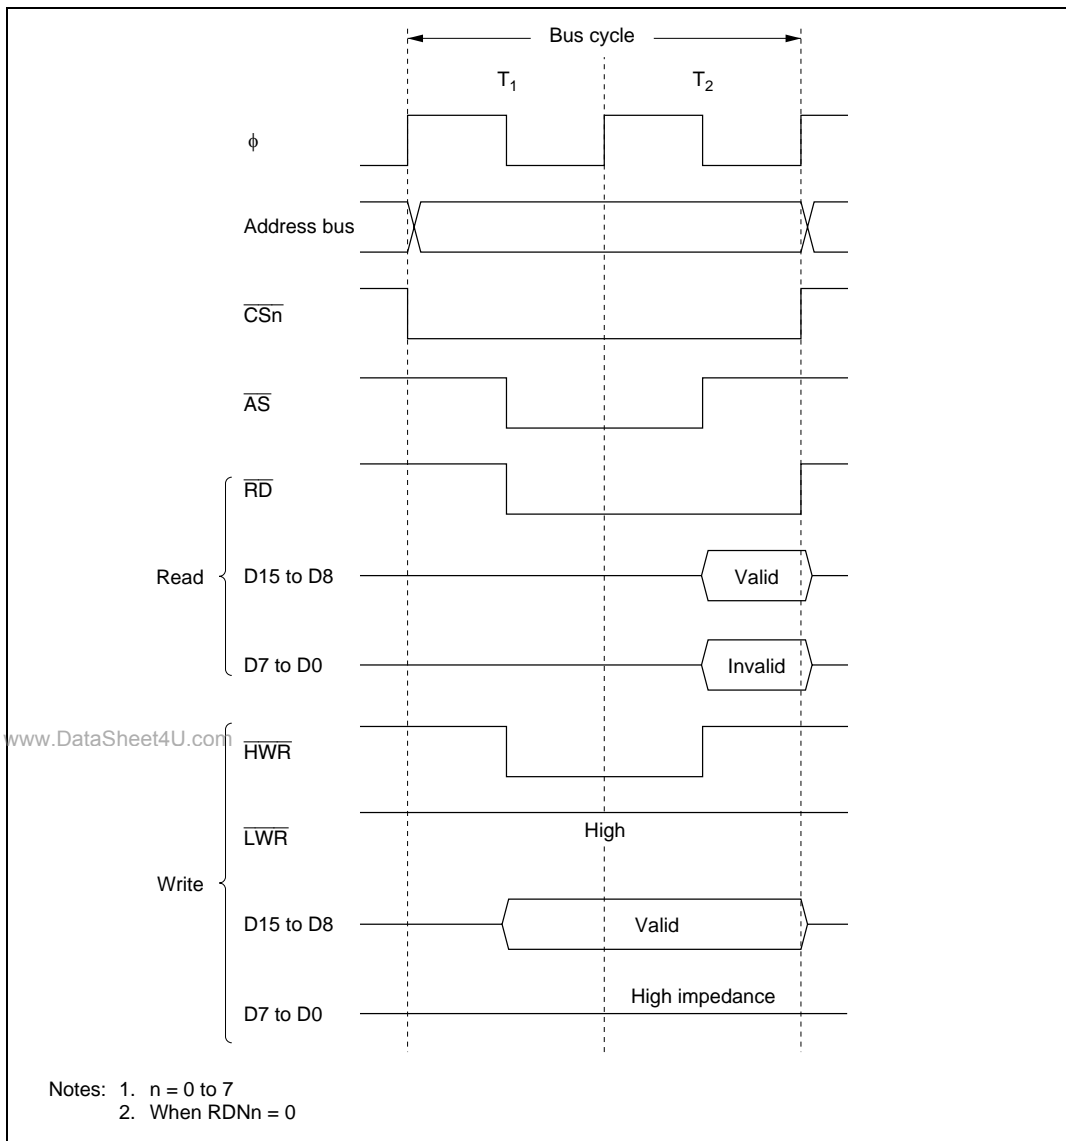 Bus cycle
T1 T2
ϕ
Address bus
CSn
AS
RD
Read
D15 to D8 Valid
D7 to D0 Invalid
www.DataSheet4U.com
HWR
LWR High
Write
D15 to D8 Valid
D7 to D0 High impedance
Notes: 1. n = 0 to 7
2. When RDNn = 0